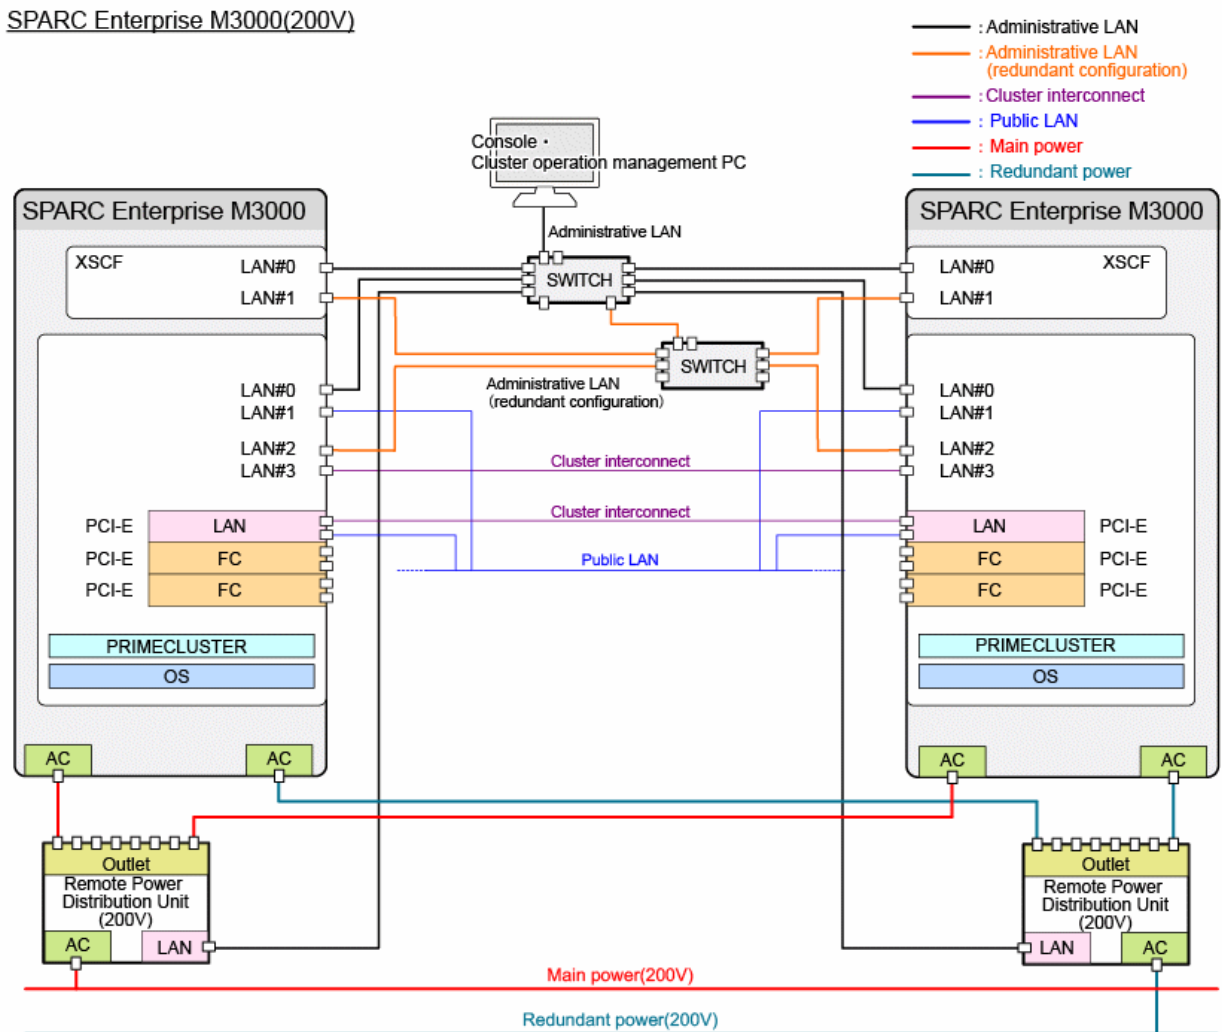 SPARC Enterprise M3000(200V)
: Administrative LAN
: Administrative LAN
(redundant configuration)
: Cluster interconnect
: Public LAN
: Main power
: Redundant power
Console・
Cluster operation management PC
Administrative LAN
SPARC Enterprise M3000
XSCF
LAN#0
LAN#1
LAN#0
LAN#1
LAN#2
LAN#3
PCI-E LAN
PCI-E FC
PCI-E FC
PRIMECLUSTER
OS
AC AC
SWITCH
SWITCH
Administrative LAN
(redundant configuration)
Cluster interconnect
Cluster interconnect
Public LAN
SPARC Enterprise M3000
LAN#0 XSCF
LAN#1
LAN#0
LAN#1
LAN#2
LAN#3
LAN PCI-E
FC PCI-E
FC PCI-E
PRIMECLUSTER
OS
AC AC
Outlet
Remote Power
Distribution Unit
(200V)
AC LAN
Outlet
Remote Power
Distribution Unit
(200V)
LAN AC
Main power(200V)
Redundant power(200V)